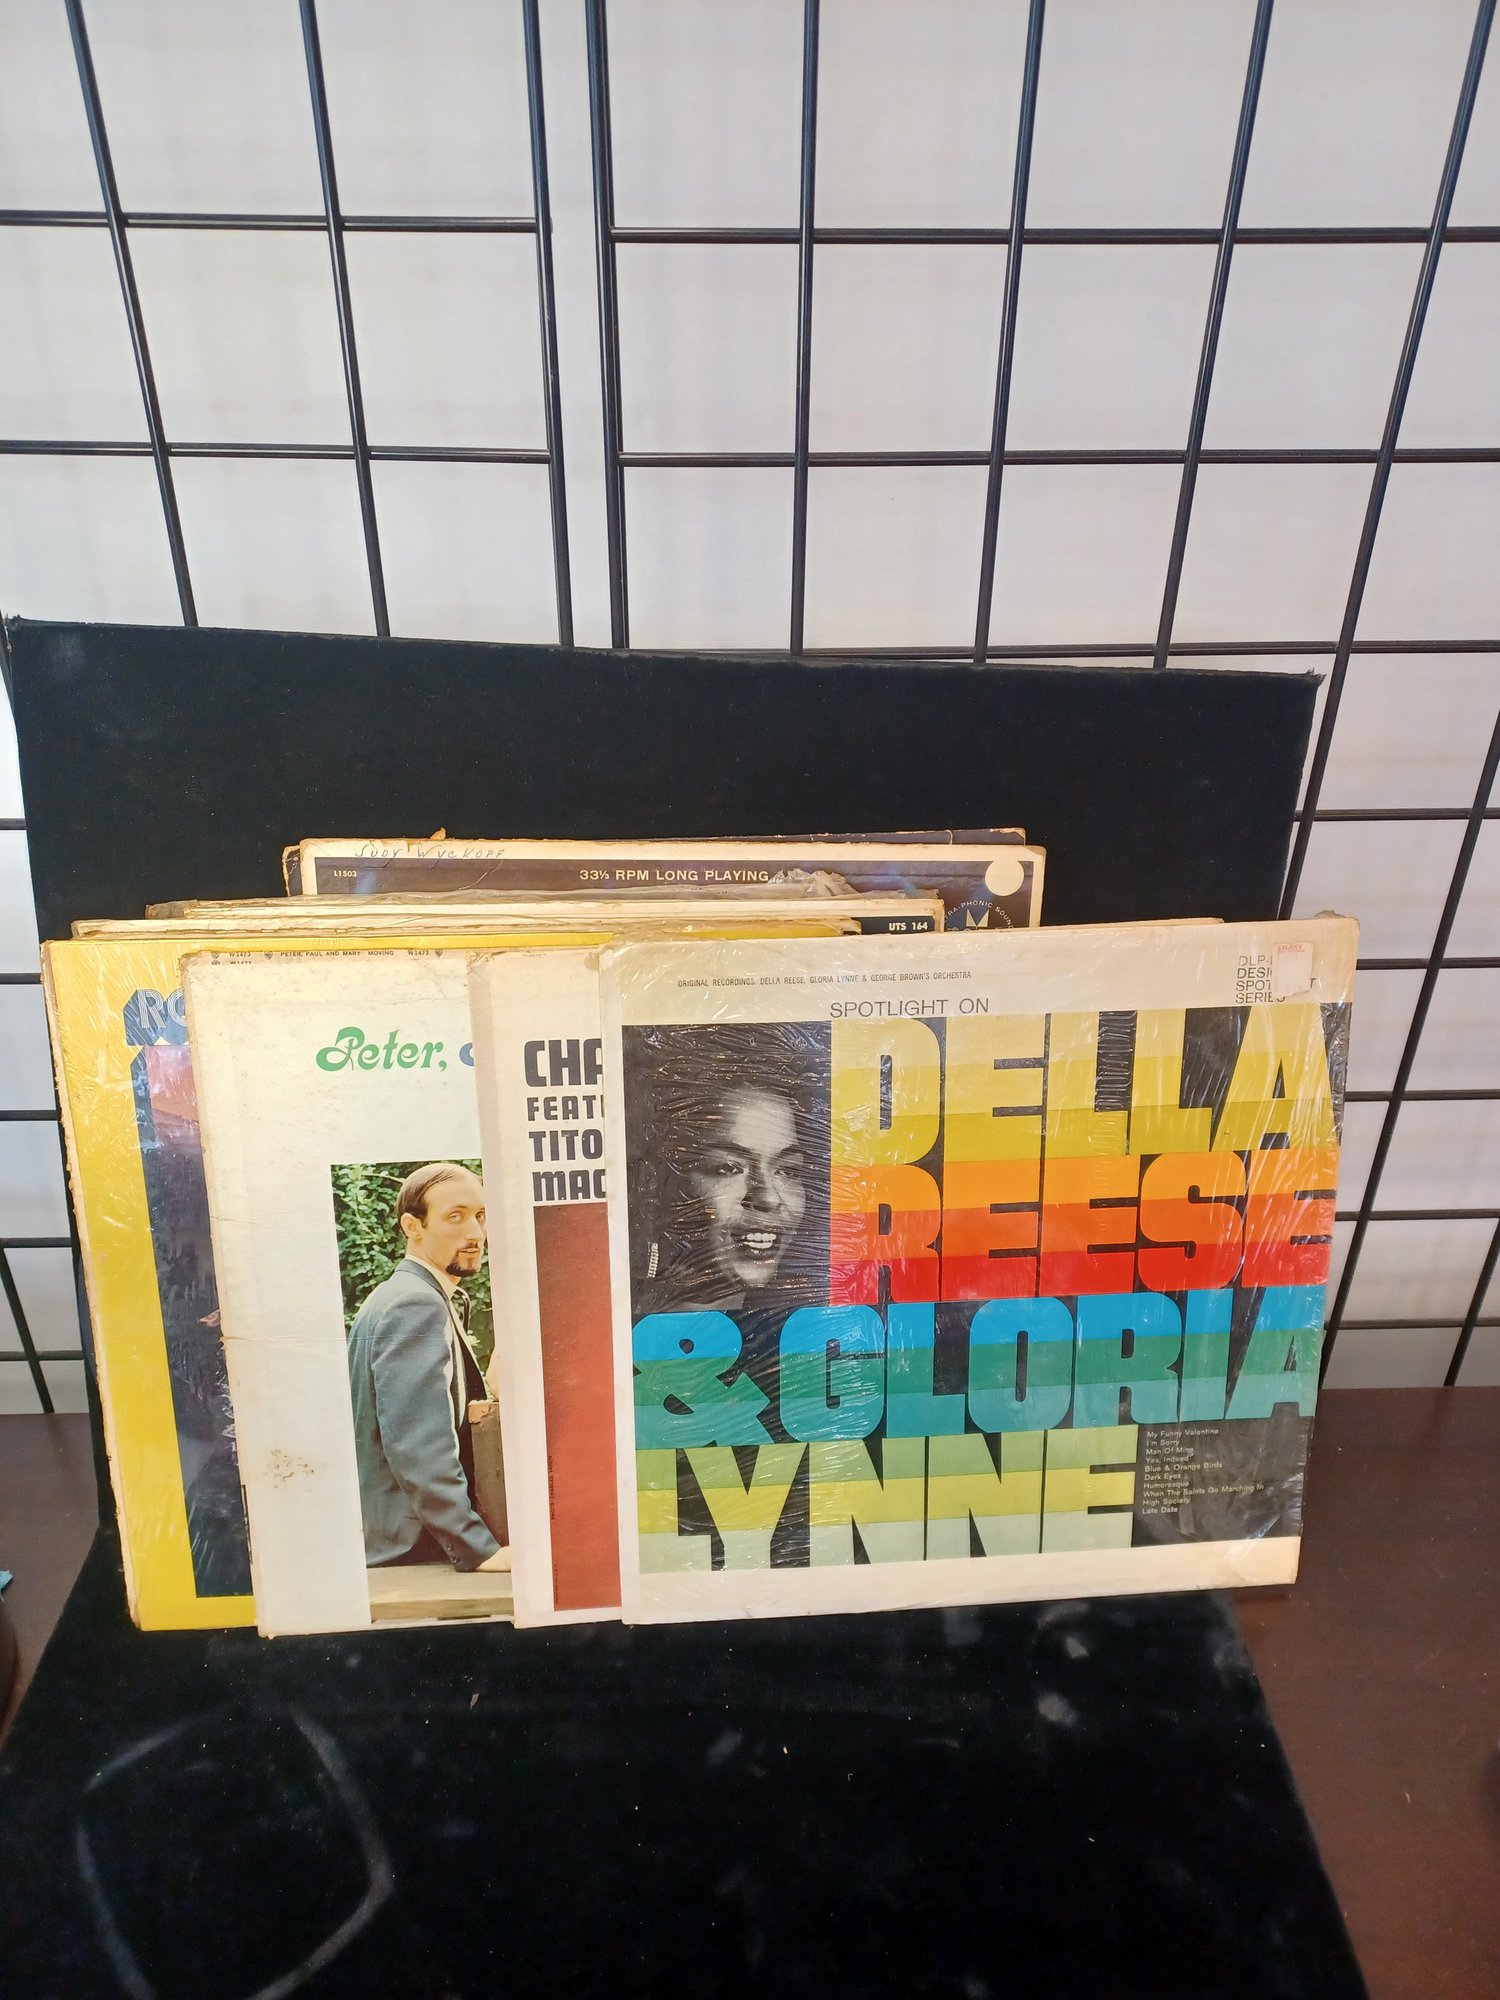 Judy Wyckoff
L1503
33⅓ RPM LONG PLAYING
UTS 164
W1473 PETER, PAUL AND MARY MOVING W1473
W1473
Peter,
CHA
FEAT
TITO
MAC
ORIGINAL RECORDINGS: DELLA REESE, GLORIA LYNNE & GEORGE BROWN'S ORCHESTRA
DLP-
DESI
SPOT T
SERIES
SPOTLIGHT ON
DELLA
REESE
& GLORIA
LYNNE
My Funny Valentine
I'm Sorry
Man Of Mine
Yes, Indeed
Blue & Orange Birds
Dark Eyes
Humoresque
When The Saints Go Marching In
High Society
Late Date